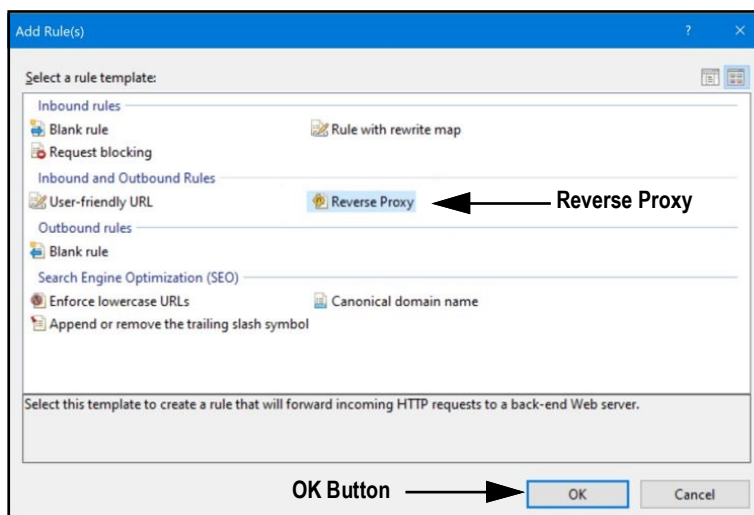 Add Rule(s)
?
Select a rule template:
Inbound rules
Blank rule
Rule with rewrite map
Request blocking
Inbound and Outbound Rules
User-friendly URL
Reverse Proxy
Reverse Proxy
Outbound rules
Blank rule
Search Engine Optimization (SEO)
Enforce lowercase URLs
Canonical domain name
Append or remove the trailing slash symbol
Select this template to create a rule that will forward incoming HTTP requests to a back-end Web server.
OK Button
OK
Cancel